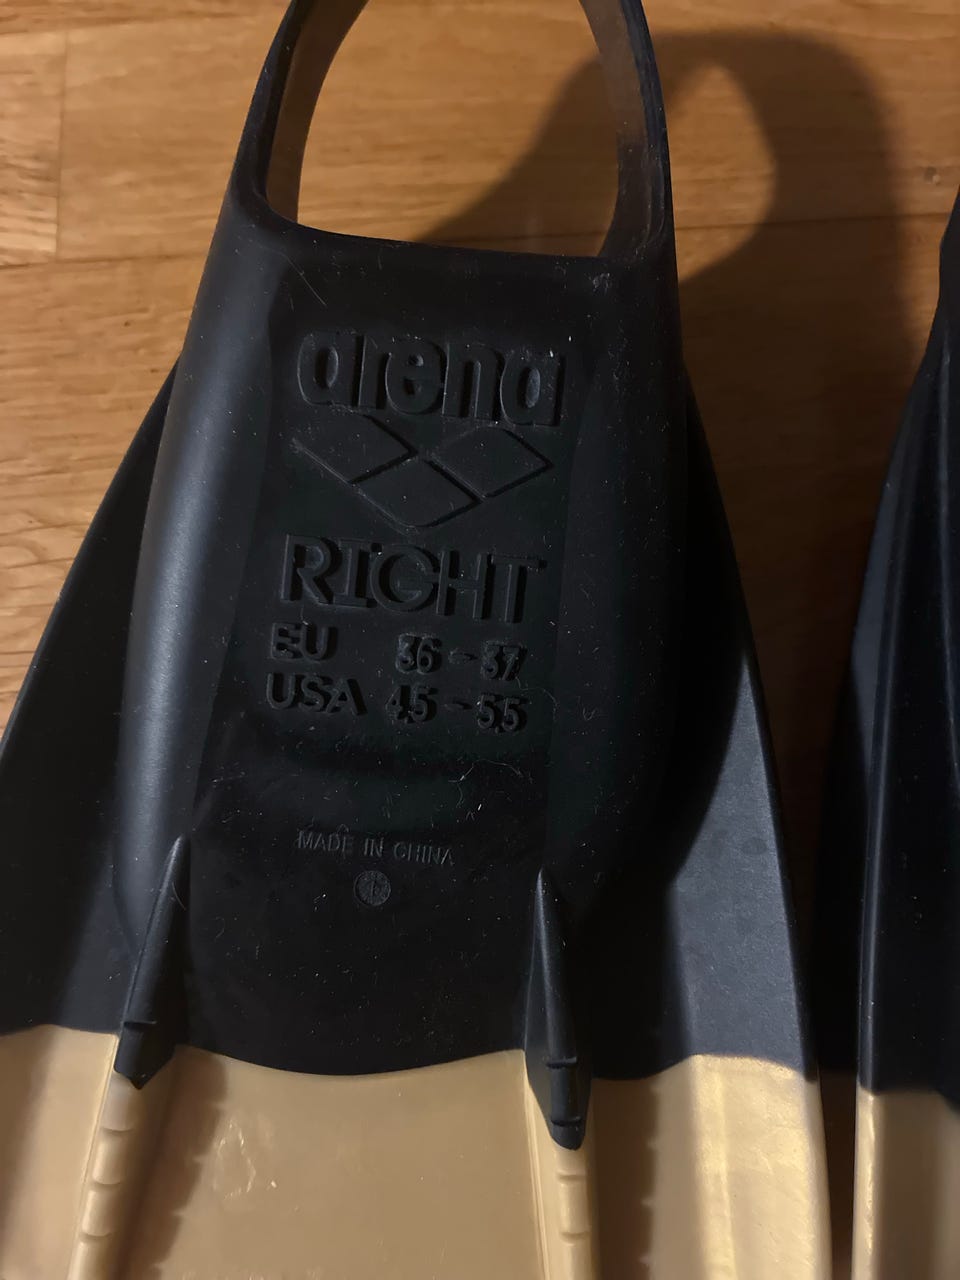 arena
RIGHT
EU 36-37
USA 4.5-5.5
MADE IN CHINA